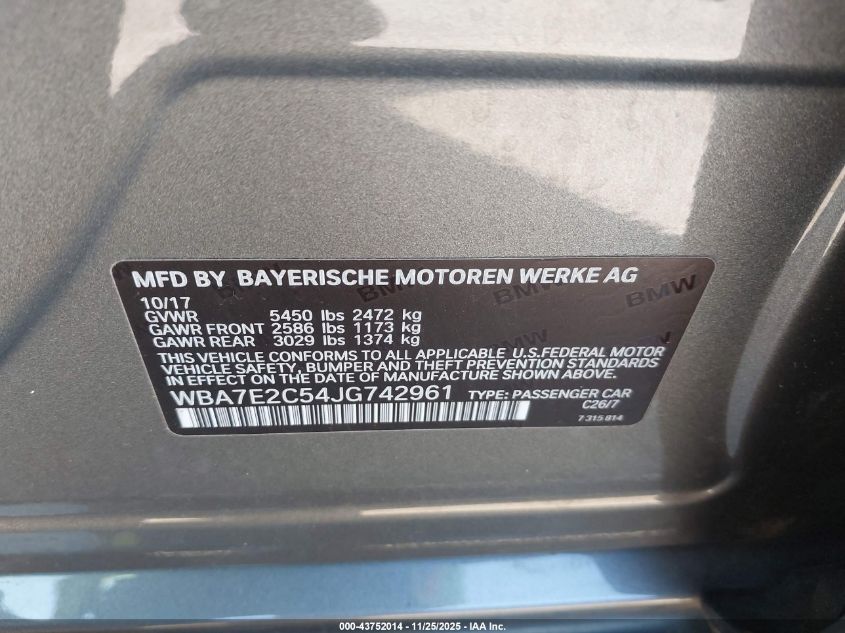 MFD BY BAYERISCHE MOTOREN WERKE AG
10/17
GVWR 5450 lbs 2472 kg
GAWR FRONT 2586 lbs 1173 kg
GAWR REAR 3029 lbs 1374 kg
THIS VEHICLE CONFORMS TO ALL APPLICABLE U.S.FEDERAL MOTOR
VEHICLE SAFETY, BUMPER AND THEFT PREVENTION STANDARDS
IN EFFECT ON THE DATE OF MANUFACTURE SHOWN ABOVE.
WBA7E2C54JG742961 TYPE: PASSENGER CAR
C26/7
7 315 814
BMW BMW BMW
000-43752014 - 11/25/2025 - IAA Inc.